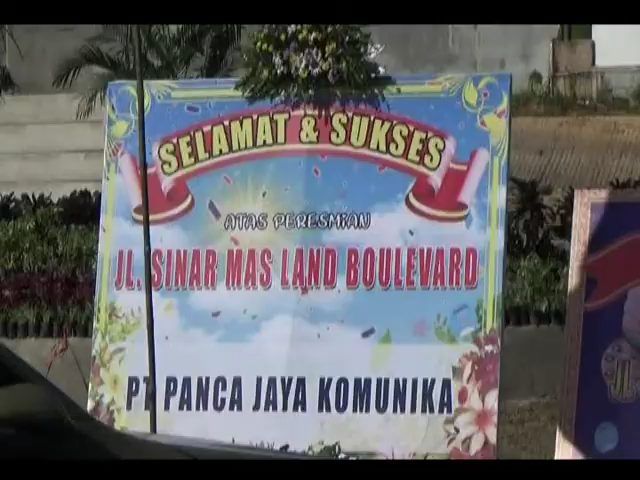 SELAMAT & SUKSES
ATAS PERESMIAN
JL. SINAR MAS LAND BOULEVARD
PT PANCA JAYA KOMUNIKA